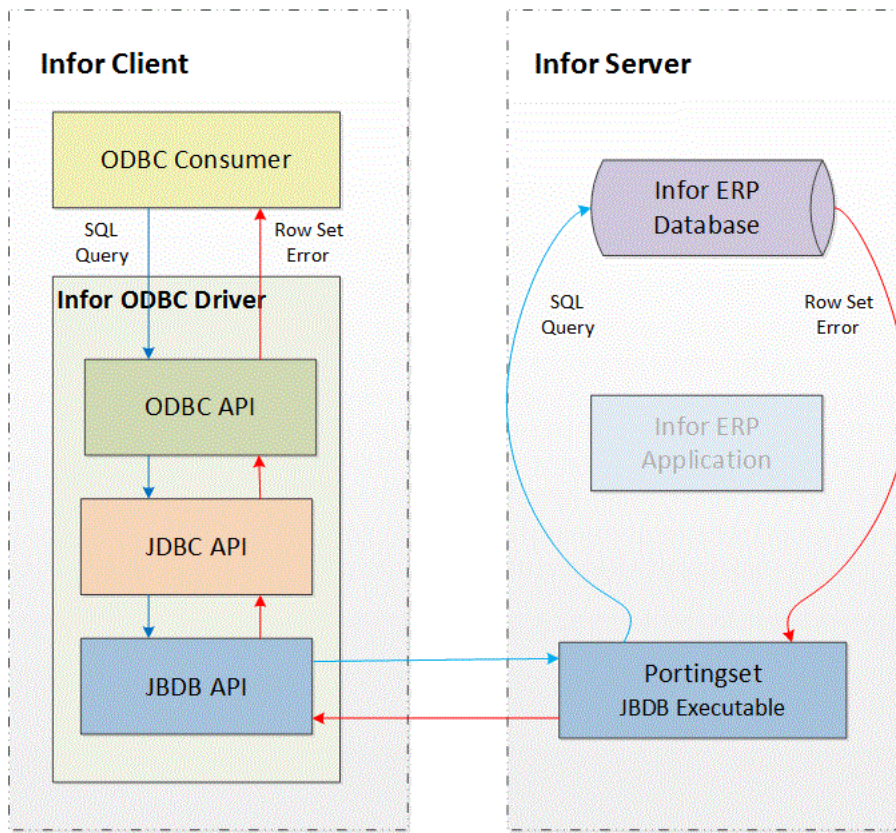 Infor Client
ODBC Consumer
SQL
Query
Row Set
Error
Infor ODBC Driver
ODBC API
JDBC API
JBDB API
Infor Server
Infor ERP
Database
SQL
Query
Row Set
Error
Infor ERP
Application
Portingset
JBDB Executable